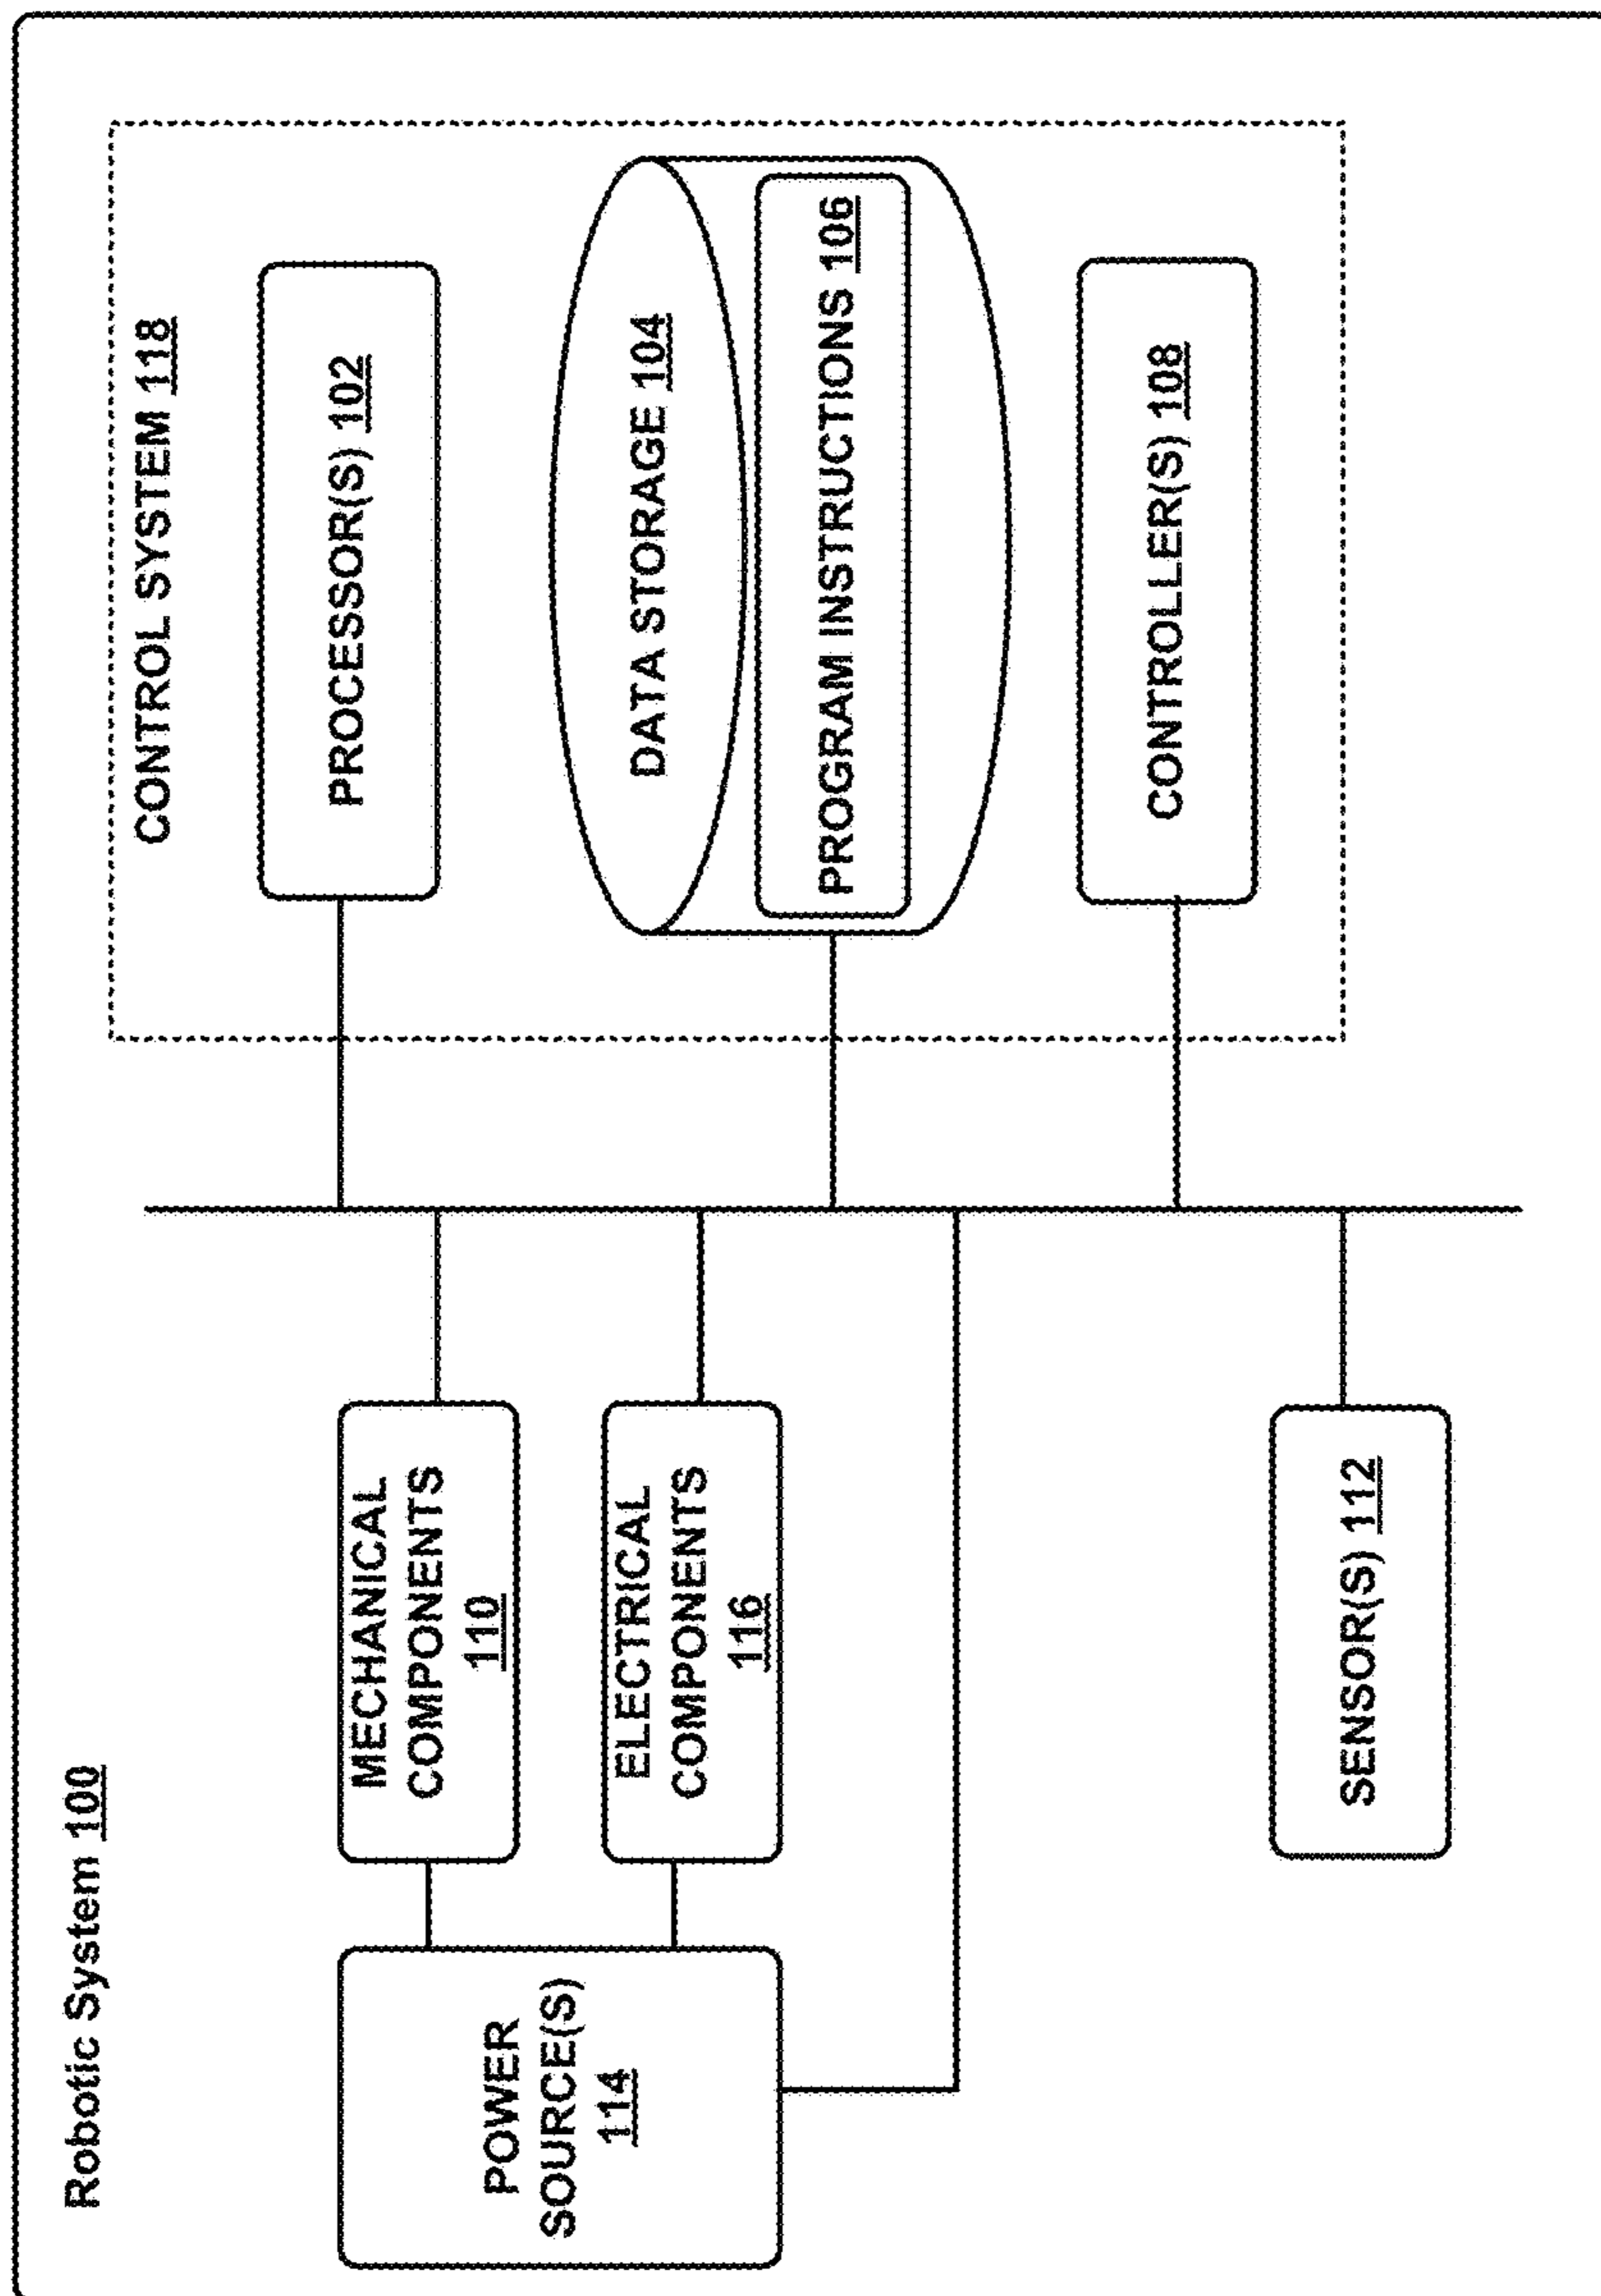 Robotic System 100
CONTROL SYSTEM 118
POWER
SOURCE(S)
114
MECHANICAL
COMPONENTS
110
ELECTRICAL
COMPONENTS
116
SENSOR(S) 112
PROCESSOR(S) 102
DATA STORAGE 104
PROGRAM INSTRUCTIONS 106
CONTROLLER(S) 108